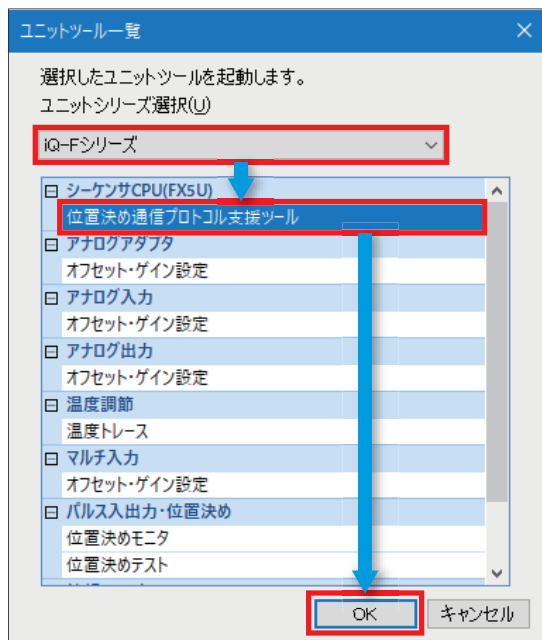 ユニットツール一覧
選択したユニットツールを起動します。
ユニットシリーズ選択(U)
iQ-Fシリーズ
シーケンサCPU(FX5U)
位置決め通信プロトコル支援ツール
アナログアダプタ
オフセット・ゲイン設定
アナログ入力
オフセット・ゲイン設定
アナログ出力
オフセット・ゲイン設定
温度調節
温度トレース
マルチ入力
オフセット・ゲイン設定
パルス入出力・位置決め
位置決めモニタ
位置決めテスト
OK キャンセル